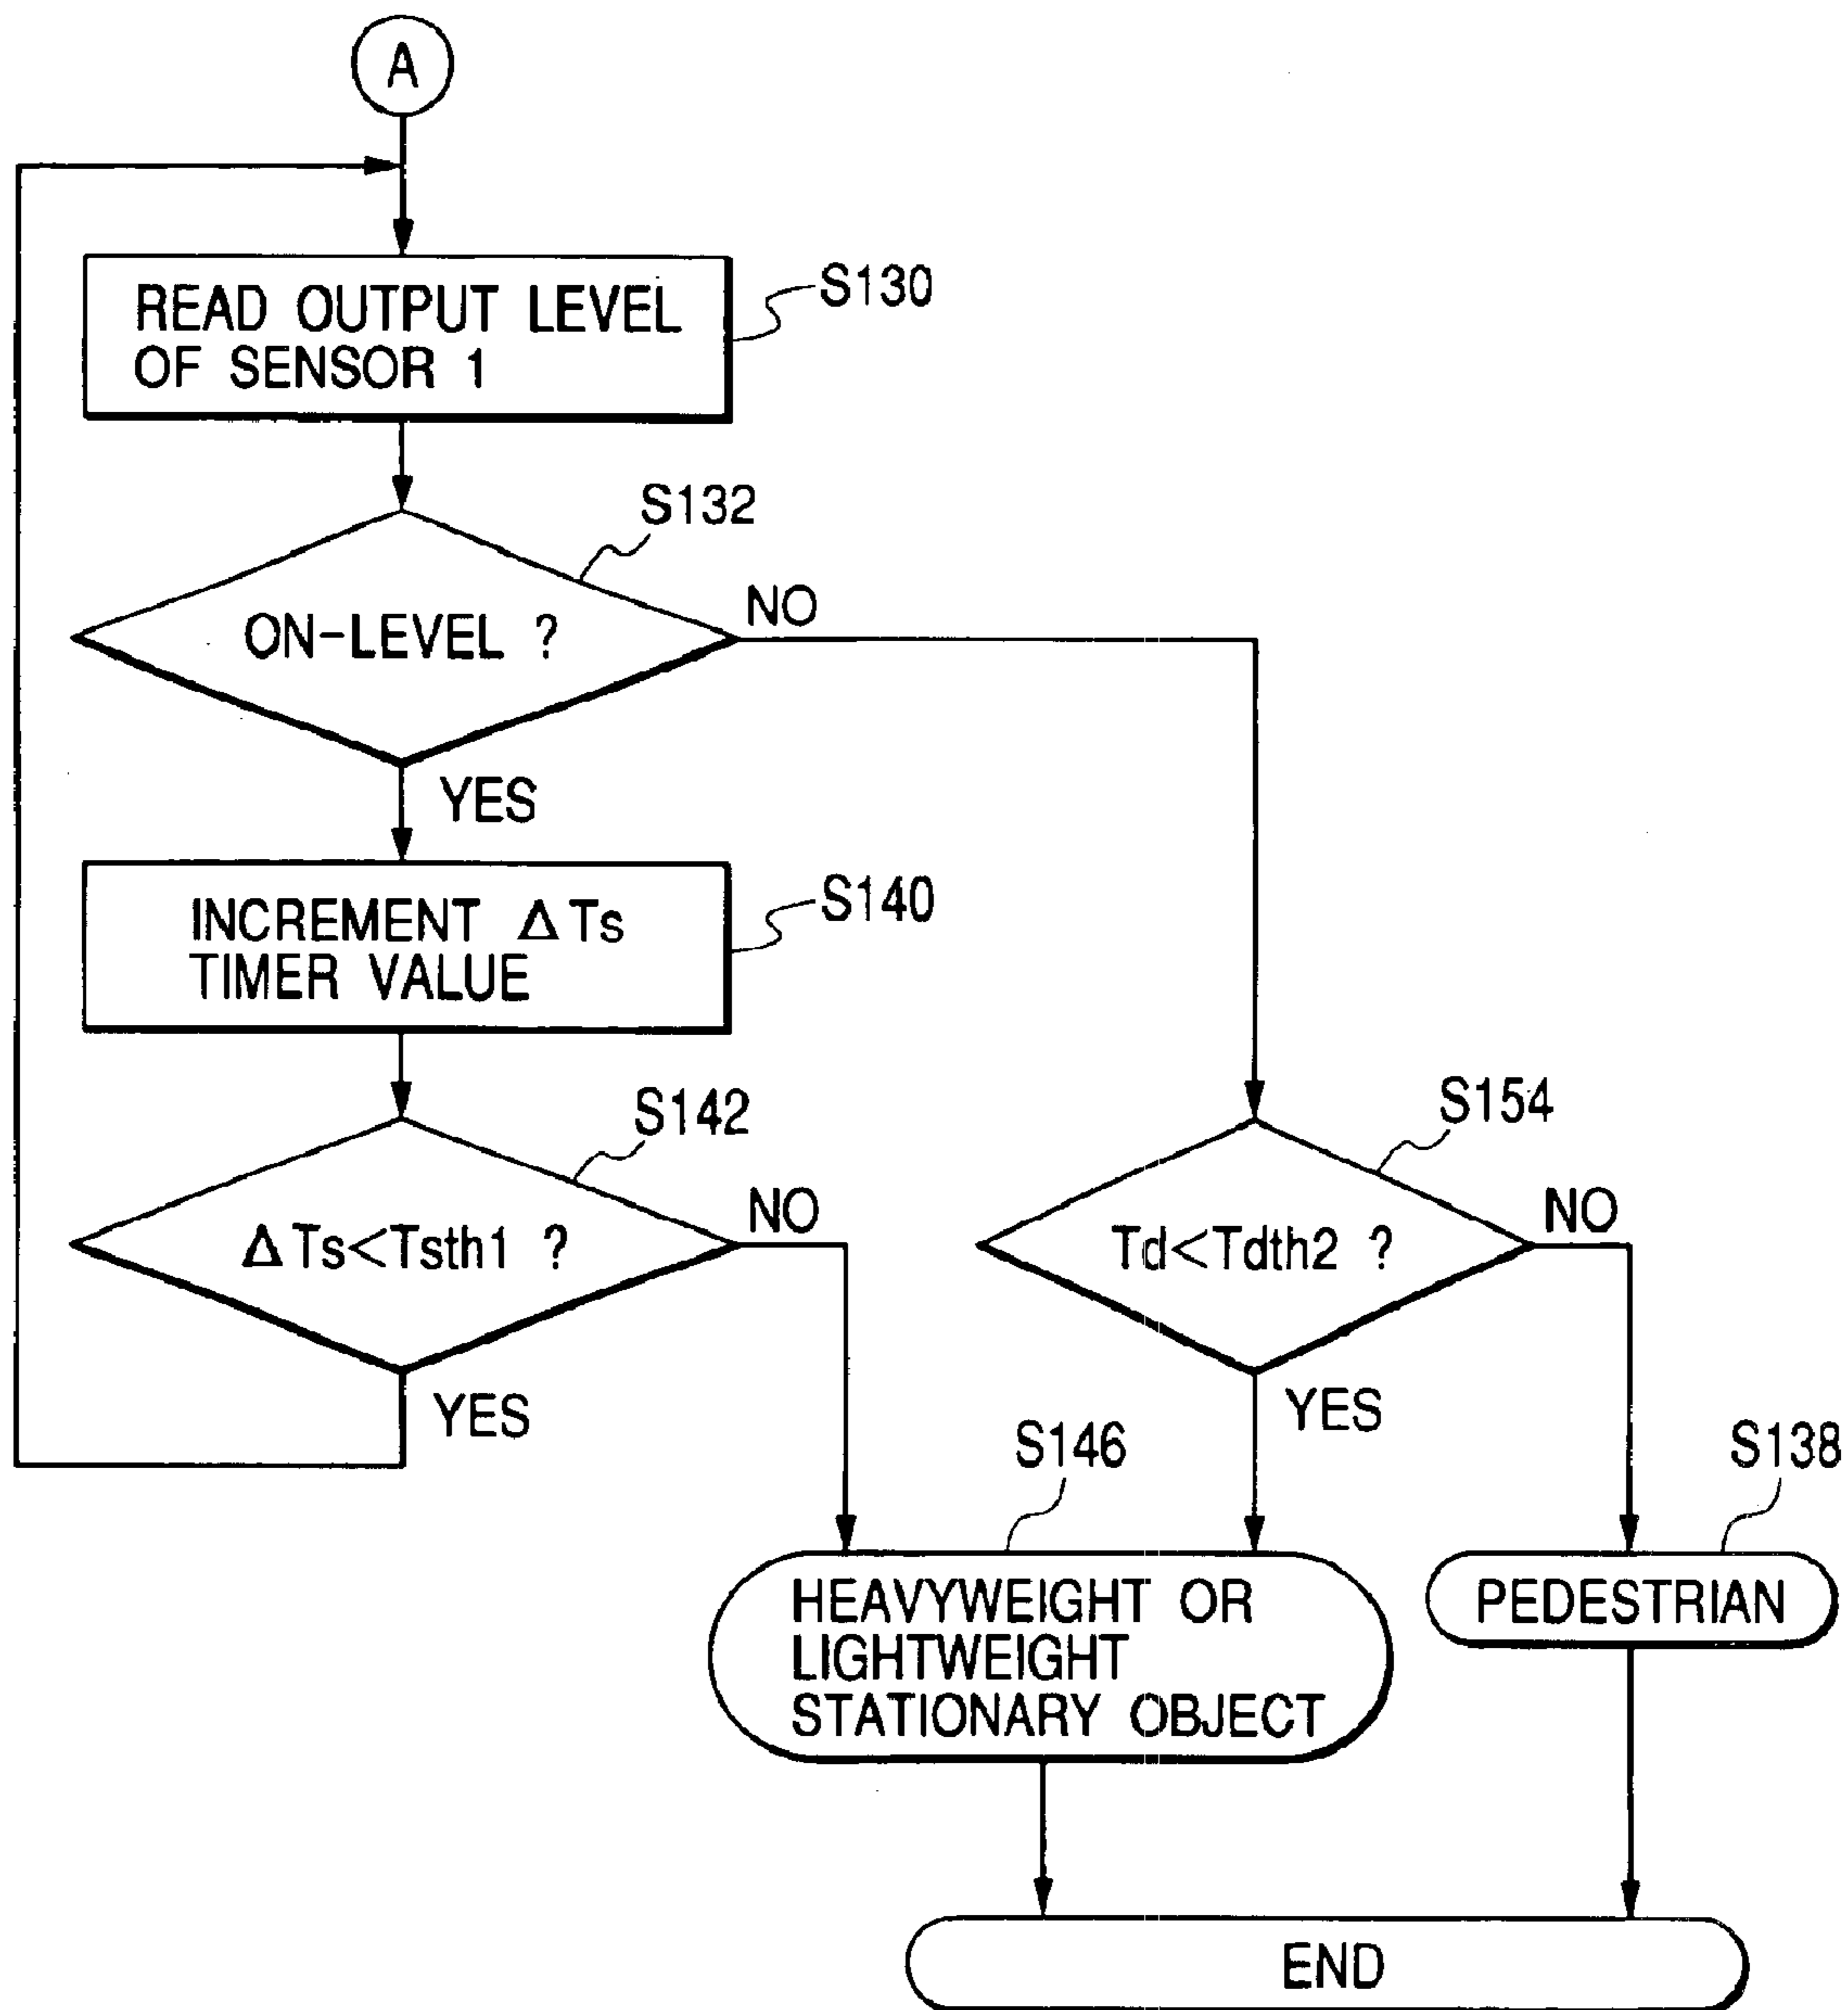 A
READ OUTPUT LEVEL
OF SENSOR 1
S130
S132
ON-LEVEL ?
NO
YES
INCREMENT ΔTs
TIMER VALUE
S140
S142
ΔTs<Tsth1 ?
NO
YES
S154
Td<Tdth2 ?
NO
YES
S146
HEAVYWEIGHT OR
LIGHTWEIGHT
STATIONARY OBJECT
S138
PEDESTRIAN
END